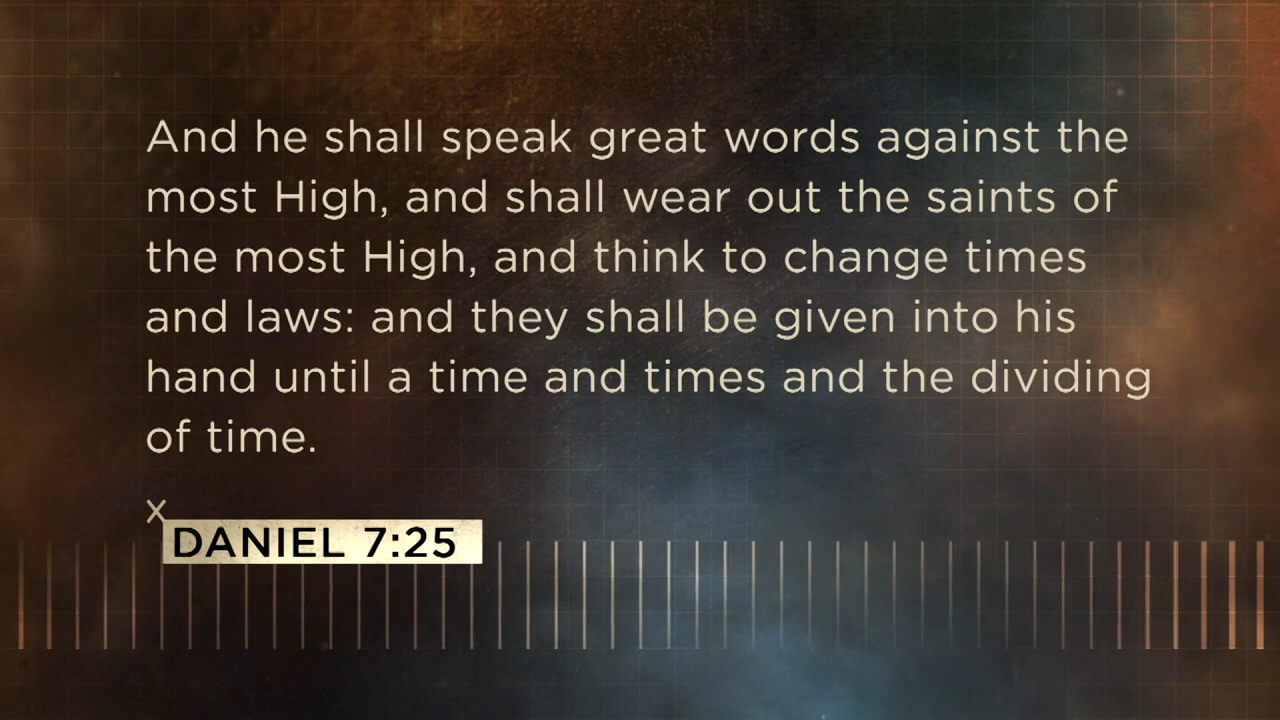 And he shall speak great words against the
most High, and shall wear out the saints of
the most High, and think to change times
and laws: and they shall be given into his
hand until a time and times and the dividing
of time.
x
DANIEL 7:25